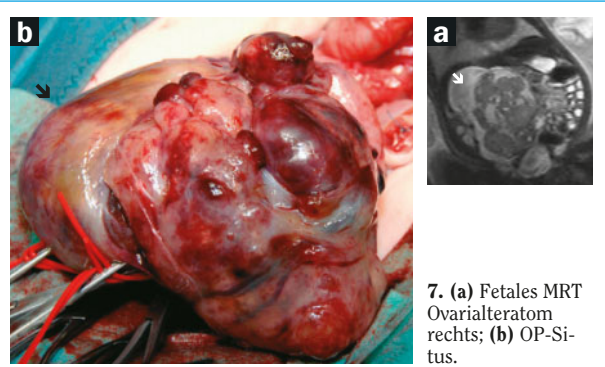 b
a
7. (a) Fetales MRT
Ovarialteratom
rechts; (b) OP-Si-
tus.